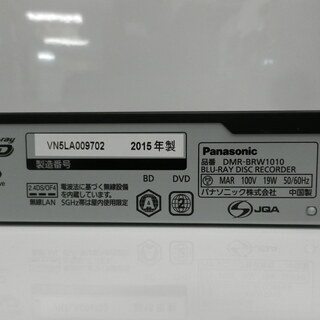 VN5LA009702 2015年製
製造番号
Panasonic
品番 DMR-BRW1010
BLU-RAY DISC RECORDER
MAR 100V 19W 50/60Hz
パナソニック株式会社 中国製
2.4DS/OF4
無線LAN
電波法に基づく無線設備
を内蔵しています。
5GHz帯は室内使用限定
BD DVD
A 2
JQA